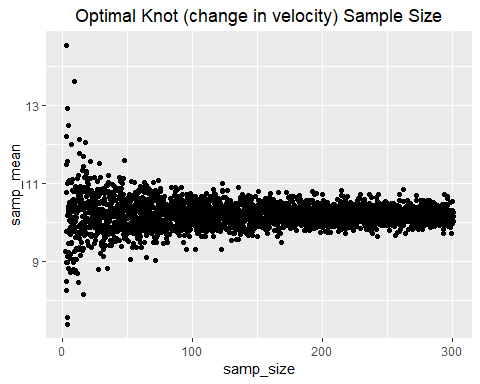 Optimal Knot (change in velocity) Sample Size
samp_mean
13
11
9
0
100
200
300
samp_size